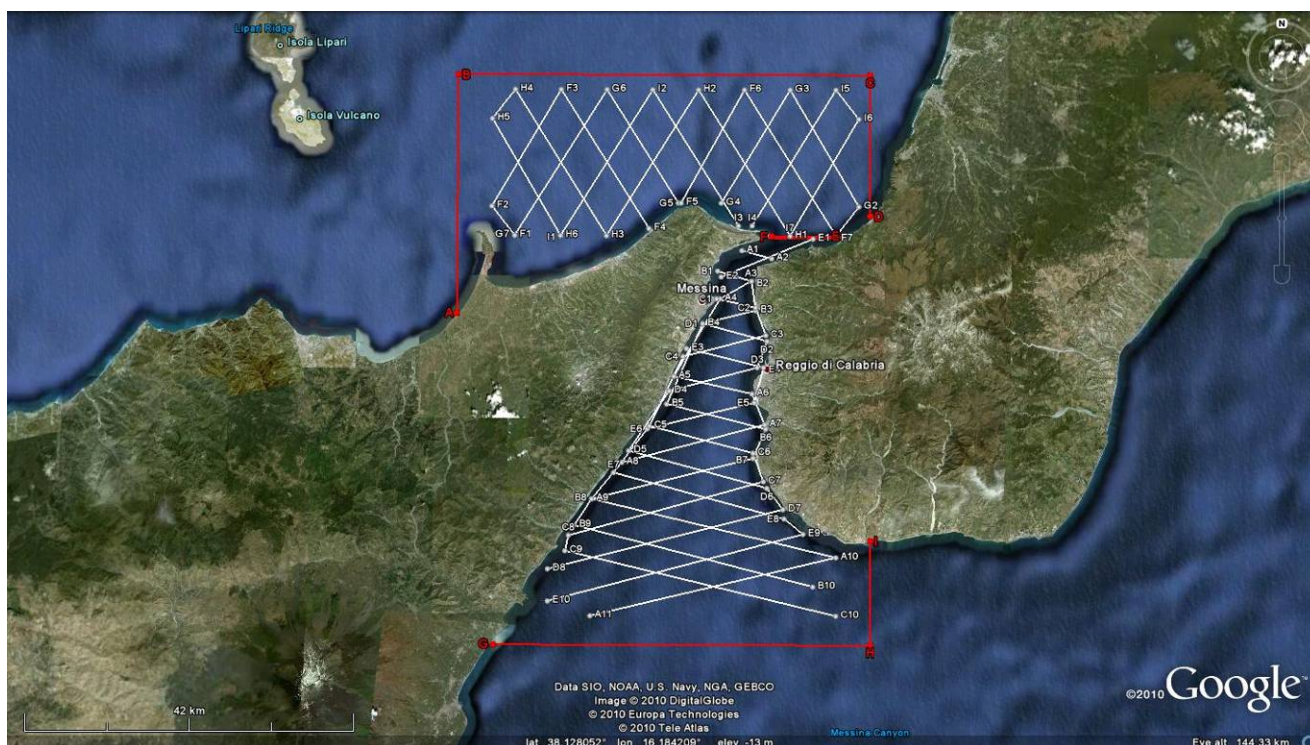 Lipari Ridge
Isola Lipari
N
B
S
H4
F3
G6
I2
H2
F6
G3
I5
Isola Vulcano
H5
I6
F2
G5
F5
G4
G2
D
G7
F1
I1
H6
H3
F4
I3
I4
I7
F
H1
E1
E
F7
A1
A2
B1
E2
A3
B2
Messina
C1
A4
C2
B3
A
D1
B4
C3
E3
D2
C4
D3
Reggio di Calabria
A5
D4
A6
B5
E5
E6
C5
A7
B6
D5
C6
E7
A8
B7
C7
B8
A9
D6
D7
C8
B9
E8
E9
I
C9
A10
D8
B10
E10
A11
C10
G
H
Data SIO, NOAA, U.S. Navy, NGA, GEBCO
Image © 2010 DigitalGlobe
© 2010 Europa Technologies
© 2010 Tele Atlas
©2010 Google
42 km
Messina Canyon
lat 38.128052° lon 16.184209° elev -13 m
Eye alt 144.33 km